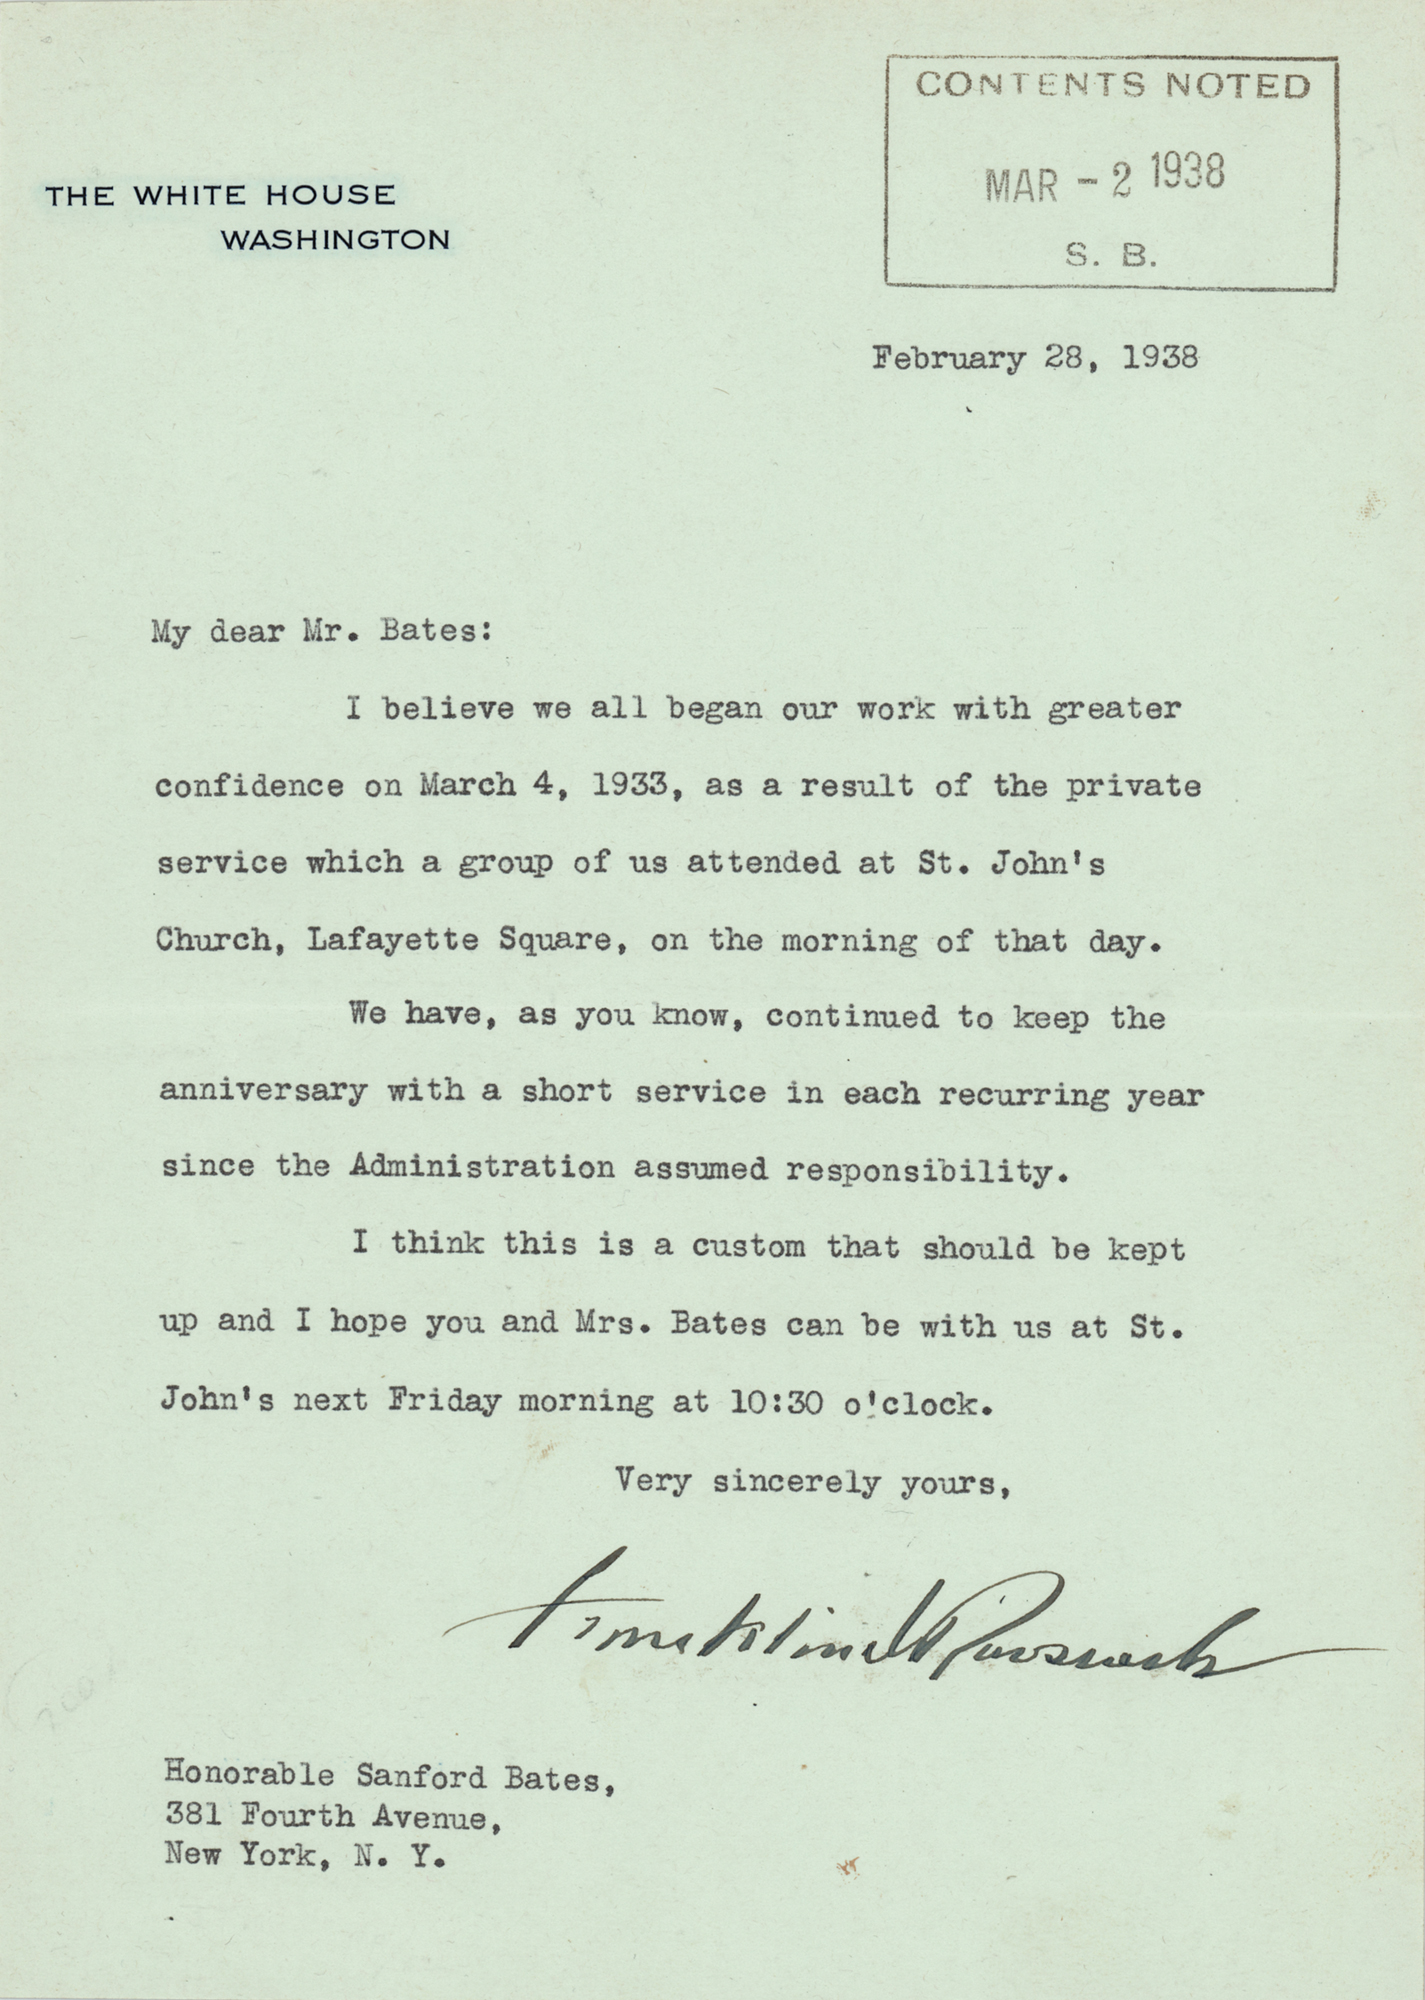 CONTENTS NOTED
MAR - 2 1938
S. B.
THE WHITE HOUSE
WASHINGTON
February 28, 1938
My dear Mr. Bates:
I believe we all began our work with greater
confidence on March 4, 1933, as a result of the private
service which a group of us attended at St. John's
Church, Lafayette Square, on the morning of that day.
We have, as you know, continued to keep the
anniversary with a short service in each recurring year
since the Administration assumed responsibility.
I think this is a custom that should be kept
up and I hope you and Mrs. Bates can be with us at St.
John's next Friday morning at 10:30 o'clock.
Very sincerely yours,
Franklin D Roosevelt
Honorable Sanford Bates,
381 Fourth Avenue,
New York, N. Y.